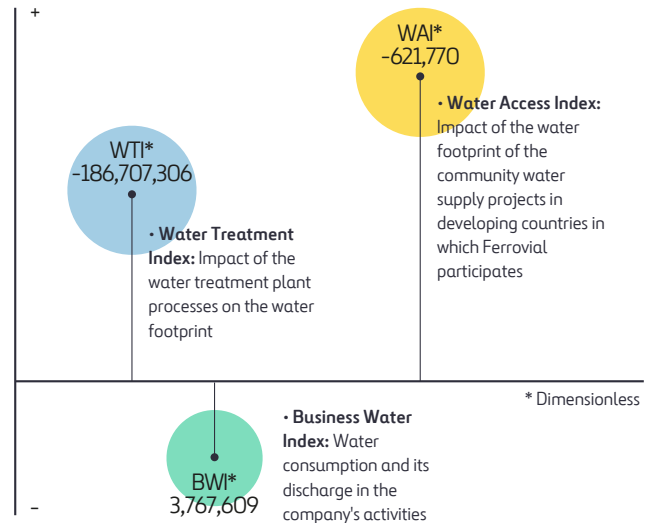 +
WAI*
-621,770
• Water Access Index:
Impact of the water
footprint of the
community water
supply projects in
developing countries in
which Ferrovial
participates
WTI*
-186,707,306
• Water Treatment
Index: Impact of the
water treatment plant
processes on the water
footprint
* Dimensionless
• Business Water
Index: Water
consumption and its
discharge in the
company's activities
BWI*
3,767,609
-